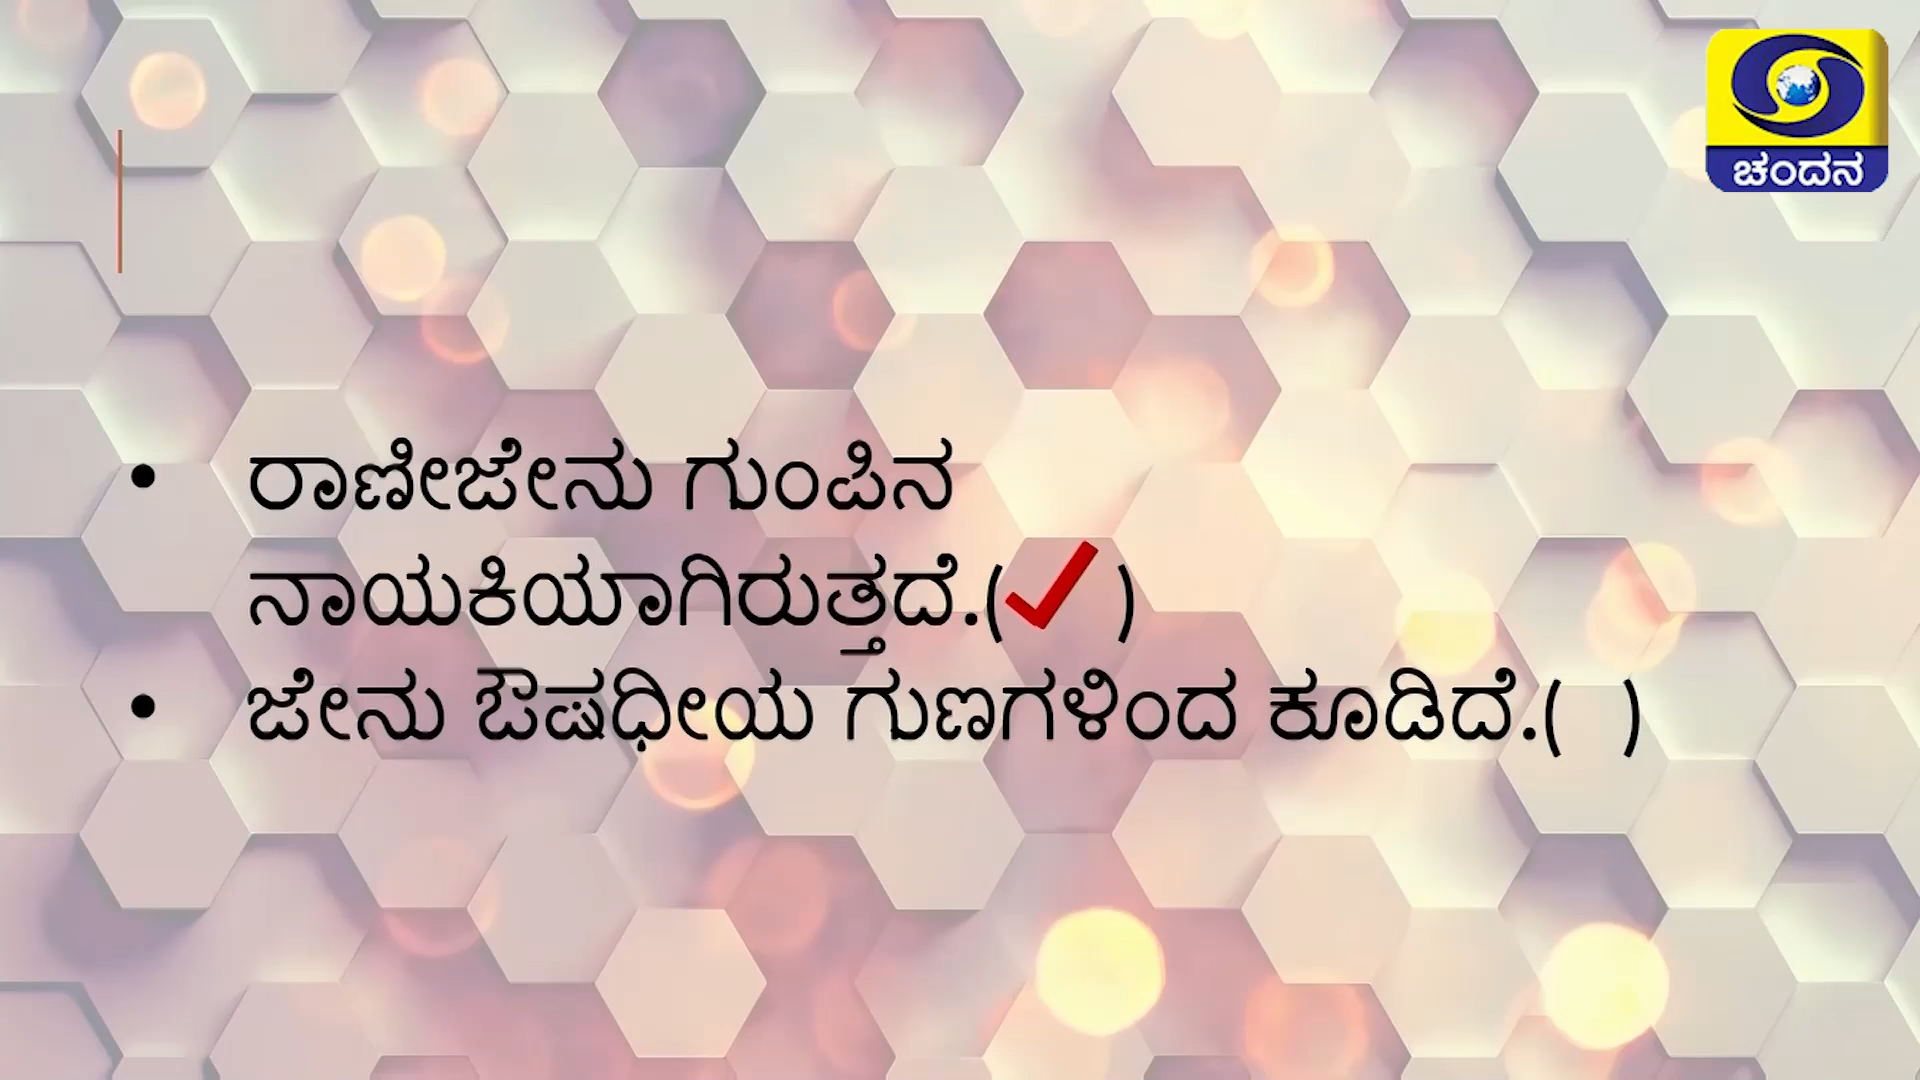 ಚಂದನ
• ರಾಣೀಜೇನು ಗುಂಪಿನ
ನಾಯಕಿಯಾಗಿರುತ್ತದೆ.(✓ )
• ಜೇನು ಔಷಧೀಯ ಗುಣಗಳಿಂದ ಕೂಡಿದೆ.( )